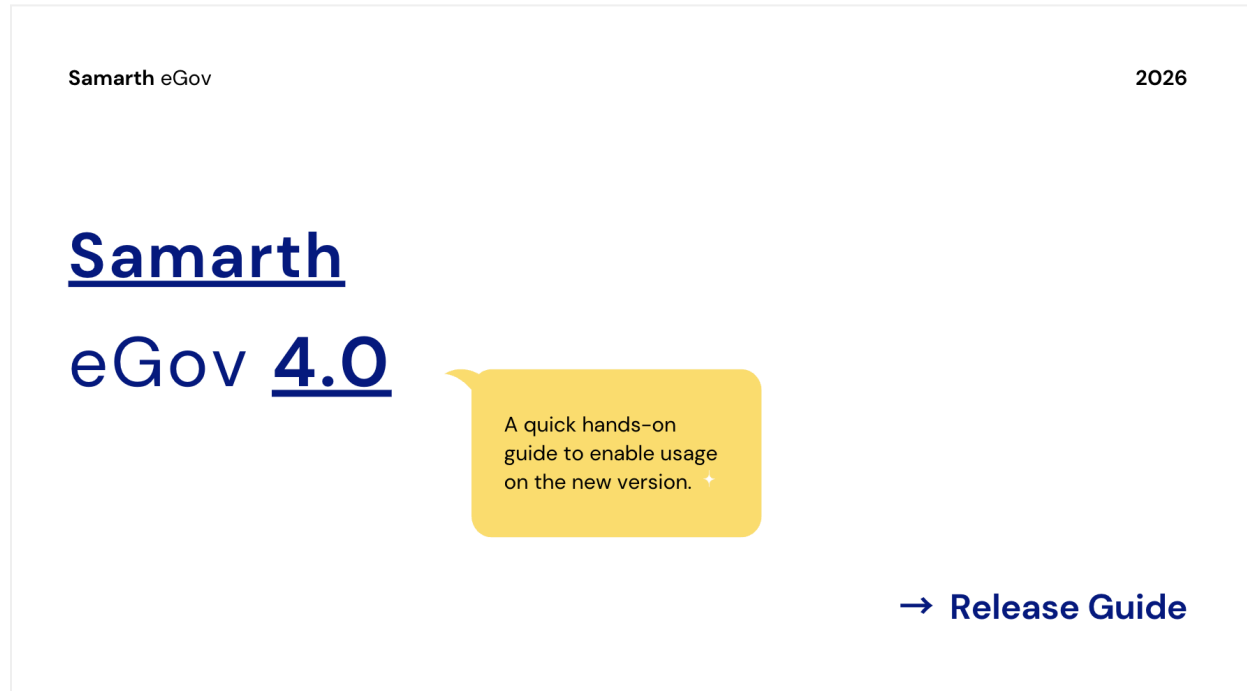 Samarth eGov
2026
Samarth
eGov 4.0
A quick hands-on
guide to enable usage
on the new version.
→ Release Guide